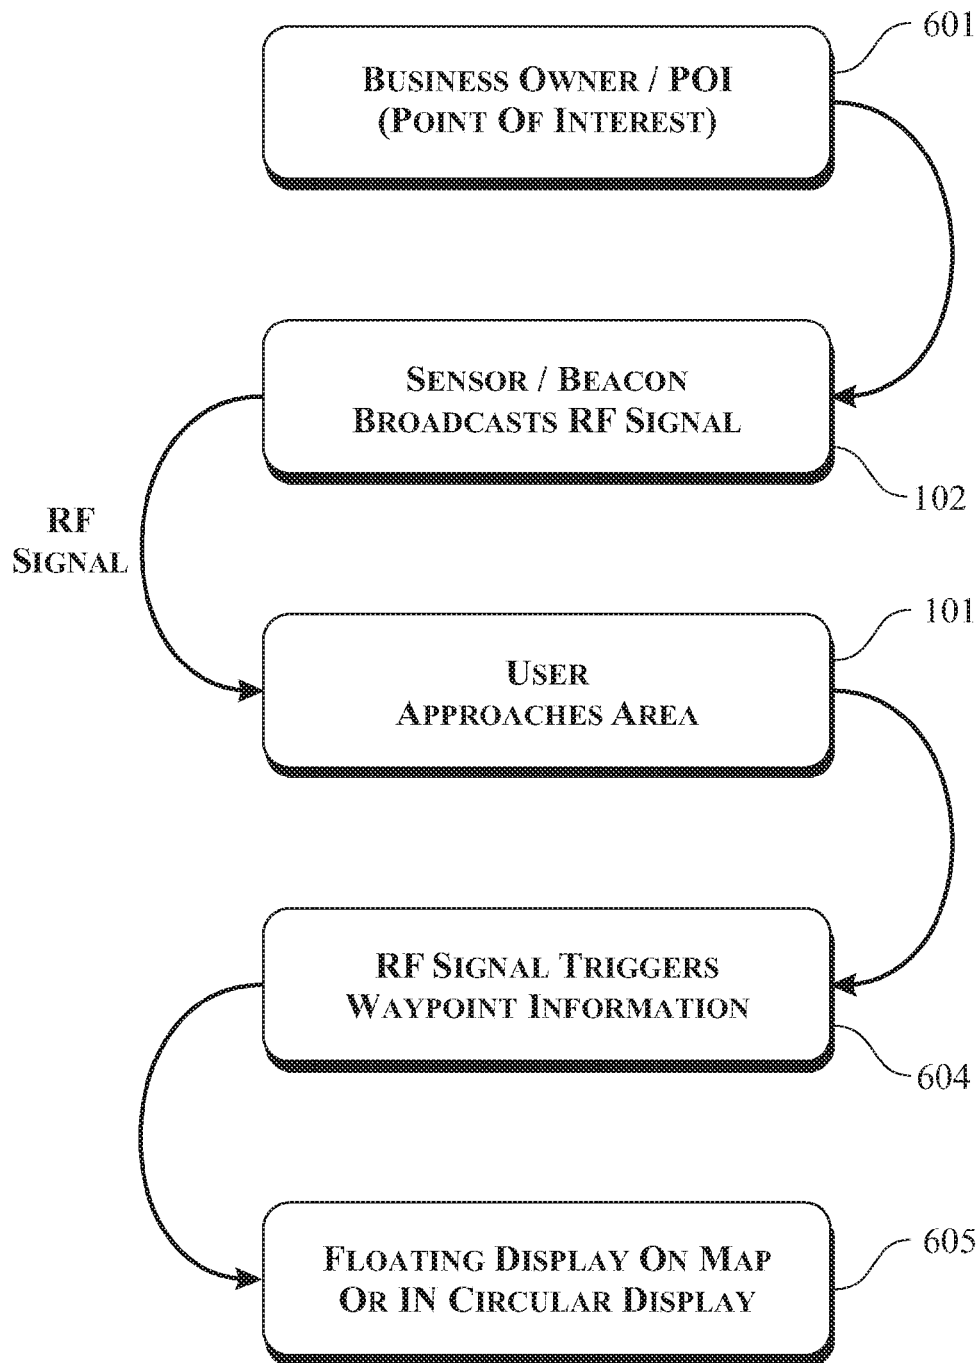 601
BUSINESS OWNER / POI
(POINT OF INTEREST)
SENSOR / BEACON
BROADCASTS RF SIGNAL
102
RF
SIGNAL
101
USER
APPROACHES AREA
RF SIGNAL TRIGGERS
WAYPOINT INFORMATION
604
605
FLOATING DISPLAY ON MAP
OR IN CIRCULAR DISPLAY